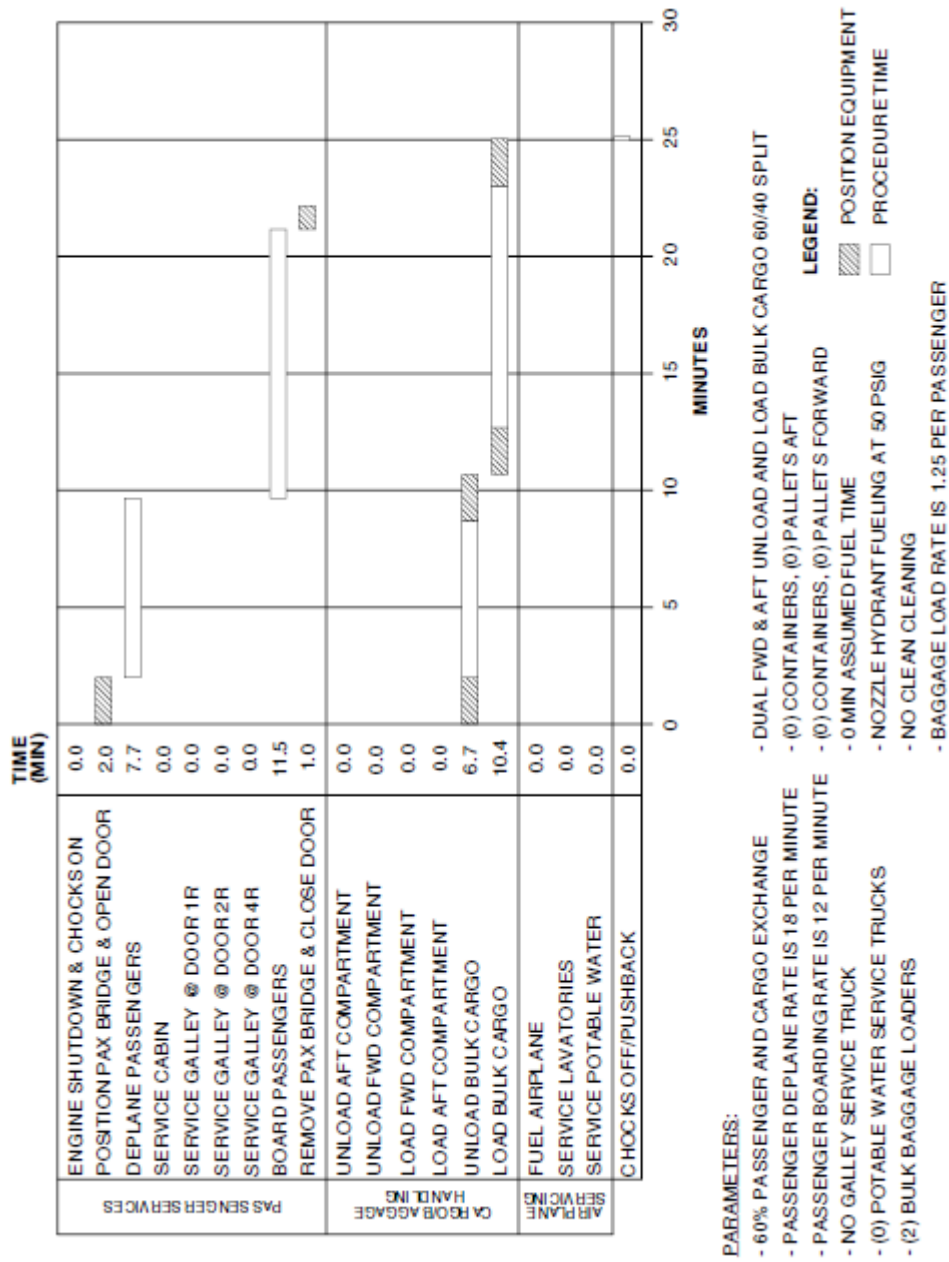 TIME
(MIN)
PASSENGER SERVICES
ENGINE SHUTDOWN & CHOCKS ON 0.0
POSITION PAX BRIDGE & OPEN DOOR 2.0
DEPLANE PASSENGERS 7.7
SERVICE CABIN 0.0
SERVICE GALLEY @ DOOR 1R 0.0
SERVICE GALLEY @ DOOR 2R 0.0
SERVICE GALLEY @ DOOR 4R 0.0
BOARD PASSENGERS 11.5
REMOVE PAX BRIDGE & CLOSE DOOR 1.0
CARGO/BAGGAGE
HANDLING
UNLOAD AFT COMPARTMENT 0.0
UNLOAD FWD COMPARTMENT 0.0
LOAD FWD COMPARTMENT 0.0
LOAD AFT COMPARTMENT 0.0
UNLOAD BULK CARGO 6.7
LOAD BULK CARGO 10.4
AIRPLANE
SERVICING
FUEL AIRPLANE 0.0
SERVICE LAVATORIES 0.0
SERVICE POTABLE WATER 0.0
CHOCKS OFF/PUSHBACK 0.0
0 5 10 15 20 25 30
MINUTES
PARAMETERS:
- 60% PASSENGER AND CARGO EXCHANGE
- PASSENGER DEPLANE RATE IS 18 PER MINUTE
- PASSENGER BOARDING RATE IS 12 PER MINUTE
- NO GALLEY SERVICE TRUCK
- (0) POTABLE WATER SERVICE TRUCKS
- (2) BULK BAGGAGE LOADERS
- DUAL FWD & AFT UNLOAD AND LOAD BULK CARGO 60/40 SPLIT
- (0) CONTAINERS, (0) PALLETS AFT
- (0) CONTAINERS, (0) PALLETS FORWARD
- 0 MIN ASSUMED FUEL TIME
- NOZZLE HYDRANT FUELING AT 50 PSIG
- NO CLEAN CLEANING
- BAGGAGE LOAD RATE IS 1.25 PER PASSENGER
LEGEND:
POSITION EQUIPMENT
PROCEDURE TIME